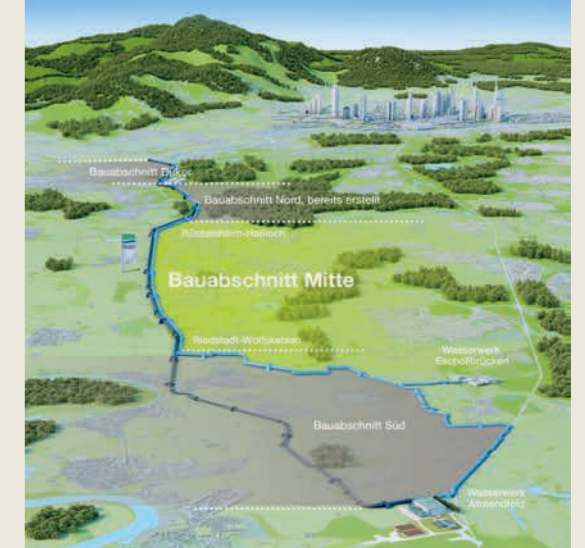 Bauabschnitt Düker
Bauabschnitt Nord, bereits erstellt
Rüsselsheim-Haßloch
Bauabschnitt Mitte
Riedstadt-Wolfskehlen
Wasserwerk
Eschollbrücken
Bauabschnitt Süd
Wasserwerk
Allmendfeld